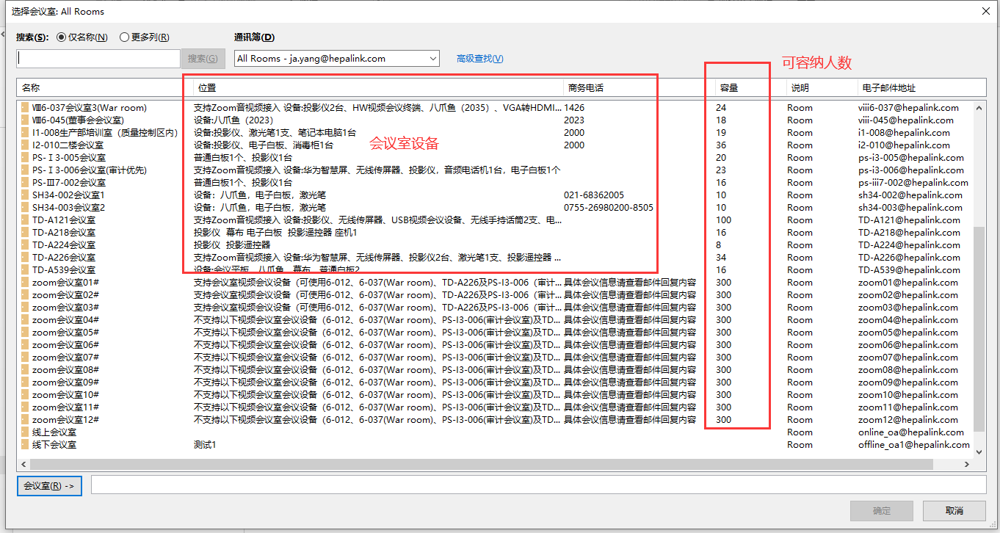 选择会议室: All Rooms
搜索(S): 仅名称(N) 更多列(R) 通讯簿(D)
搜索(G) All Rooms - ja.yang@hepalink.com 高级查找(V) 可容纳人数
名称 位置 商务电话 容量 说明 电子邮件地址
Ⅷ6-037会议室3(War room) 支持Zoom音视频接入 设备:投影仪2台、HW视频会议终端、八爪鱼（2035）、VGA转HDMI... 1426 24 Room viii6-037@hepalink.com
Ⅷ6-045(董事会会议室) 设备:八爪鱼（2023） 2023 18 Room viii-045@hepalink.com
I1-008生产部培训室（质量控制区内） 设备:投影仪、激光笔1支、笔记本电脑1台 2000 19 Room i1-008@hepalink.com
I2-010二楼会议室 设备:投影仪、电子白板、消毒柜1台 会议室设备 2000 36 Room i2-010@hepalink.com
PS-Ⅰ3-005会议室 普通白板1个、投影仪1台 20 Room ps-i3-005@hepalink.com
PS-Ⅰ3-006会议室(审计优先) 支持Zoom音视频接入 设备:华为智慧屏、无线传屏器、投影仪，音频电话机1台，电子白板1个 23 Room ps-i3-006@hepalink.com
PS-Ⅲ7-002会议室 普通白板1个、投影仪1台 16 Room ps-iii7-002@hepalink.com
SH34-002会议室1 设备：八爪鱼，电子白板，激光笔 021-68362005 10 Room sh34-002@hepalink.com
SH34-003会议室2 设备：八爪鱼，电子白板，激光笔 0755-26980200-8505 10 Room sh34-003@hepalink.com
TD-A121会议室 支持Zoom音视频接入 设备:投影仪、无线传屏器、USB视频会议设备、无线手持话筒2支、电... 100 Room TD-A121@hepalink.com
TD-A218会议室 投影仪 幕布 电子白板 投影遥控器 座机1 16 Room TD-A218@hepalink.com
TD-A224会议室 投影仪 投影遥控器 8 Room TD-A224@hepalink.com
TD-A226会议室 支持Zoom音视频接入 设备:华为智慧屏、无线传屏器、投影仪2台、激光笔1支、投影遥控器 ... 34 Room TD-A226@hepalink.com
TD-A539会议室 设备:会议平板、八爪鱼、幕布、普通白板2 16 Room TD-A539@hepalink.com
zoom会议室01# 支持会议室视频会议设备（可使用6-012、6-037(War room)、TD-A226及PS-I3-006（审计... 具体会议信息请查看邮件回复内容 300 Room zoom01@hepalink.com
zoom会议室02# 支持会议室视频会议设备（可使用6-012、6-037(War room)、TD-A226及PS-I3-006（审计... 具体会议信息请查看邮件回复内容 300 Room zoom02@hepalink.com
zoom会议室03# 支持会议室视频会议设备（可使用6-012、6-037(War room)、TD-A226及PS-I3-006（审计... 具体会议信息请查看邮件回复内容 300 Room zoom03@hepalink.com
zoom会议室04# 不支持以下视频会议室会议设备（6-012、6-037(War room)、PS-I3-006(审计会议室)及TD... 具体会议信息请查看邮件回复内容 300 Room zoom04@hepalink.com
zoom会议室05# 不支持以下视频会议室会议设备（6-012、6-037(War room)、PS-I3-006(审计会议室)及TD... 具体会议信息请查看邮件回复内容 300 Room zoom05@hepalink.com
zoom会议室06# 不支持以下视频会议室会议设备（6-012、6-037(War room)、PS-I3-006(审计会议室)及TD... 具体会议信息请查看邮件回复内容 300 Room zoom06@hepalink.com
zoom会议室07# 不支持以下视频会议室会议设备（6-012、6-037(War room)、PS-I3-006(审计会议室)及TD... 具体会议信息请查看邮件回复内容 300 Room zoom07@hepalink.com
zoom会议室08# 不支持以下视频会议室会议设备（6-012、6-037(War room)、PS-I3-006(审计会议室)及TD... 具体会议信息请查看邮件回复内容 300 Room zoom08@hepalink.com
zoom会议室09# 不支持以下视频会议室会议设备（6-012、6-037(War room)、PS-I3-006(审计会议室)及TD... 具体会议信息请查看邮件回复内容 300 Room zoom09@hepalink.com
zoom会议室10# 不支持以下视频会议室会议设备（6-012、6-037(War room)、PS-I3-006(审计会议室)及TD... 具体会议信息请查看邮件回复内容 300 Room zoom10@hepalink.com
zoom会议室11# 不支持以下视频会议室会议设备（6-012、6-037(War room)、PS-I3-006(审计会议室)及TD... 具体会议信息请查看邮件回复内容 300 Room zoom11@hepalink.com
zoom会议室12# 不支持以下视频会议室会议设备（6-012、6-037(War room)、PS-I3-006(审计会议室)及TD... 具体会议信息请查看邮件回复内容 300 Room zoom12@hepalink.com
线上会议室 Room online_oa@hepalink.com
线下会议室 测试1 Room offline_oa1@hepalink.com
会议室(R) ->
确定 取消